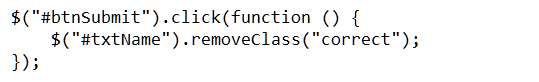 $("#btnSubmit").click(function () {
    $("#txtName").removeClass("correct");
});